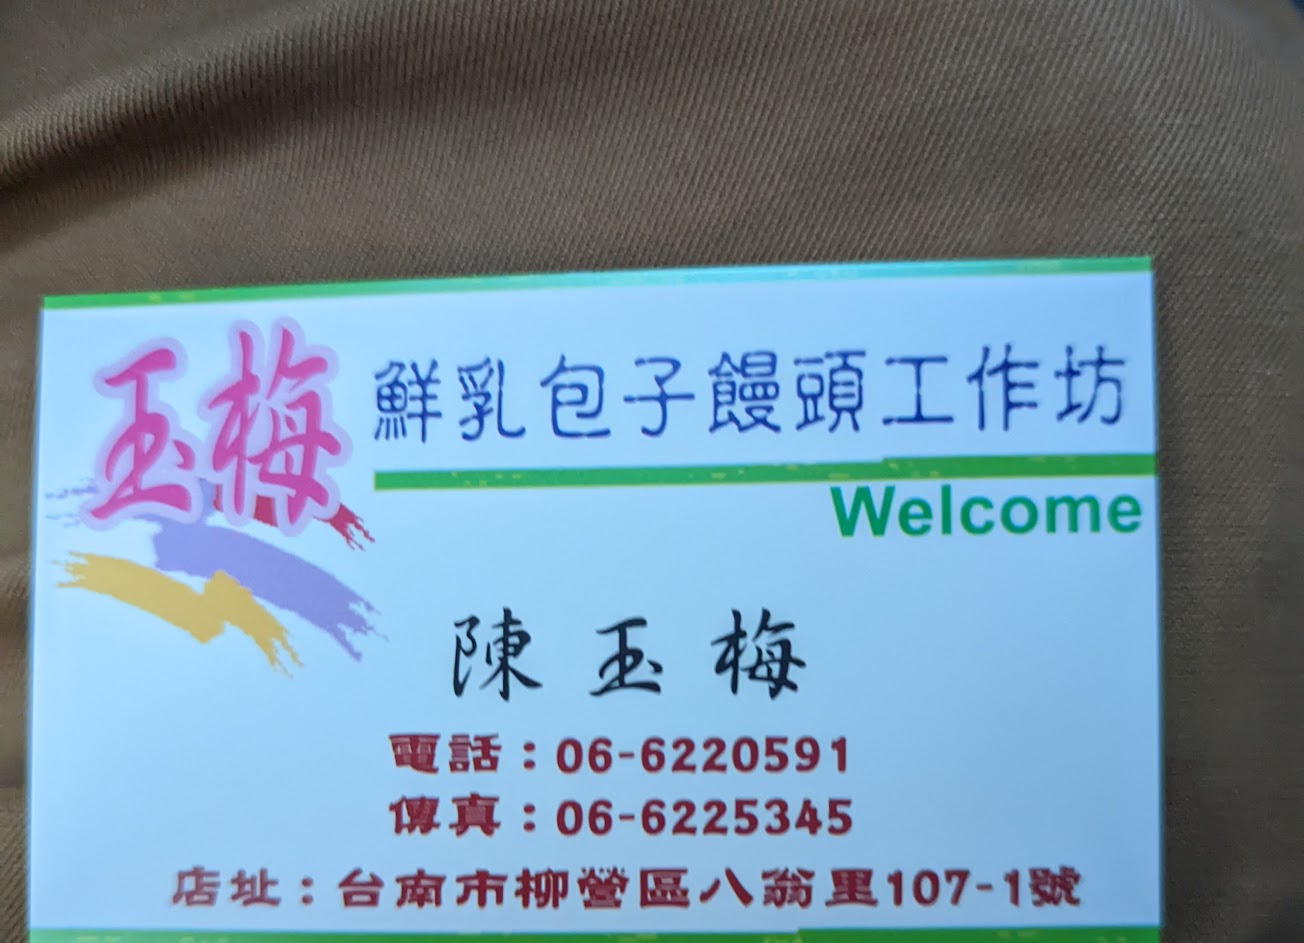 玉梅 鮮乳包子饅頭工作坊
Welcome
陳玉梅
電話：06-6220591
傳真：06-6225345
店址：台南市柳營區八翁里107-1號